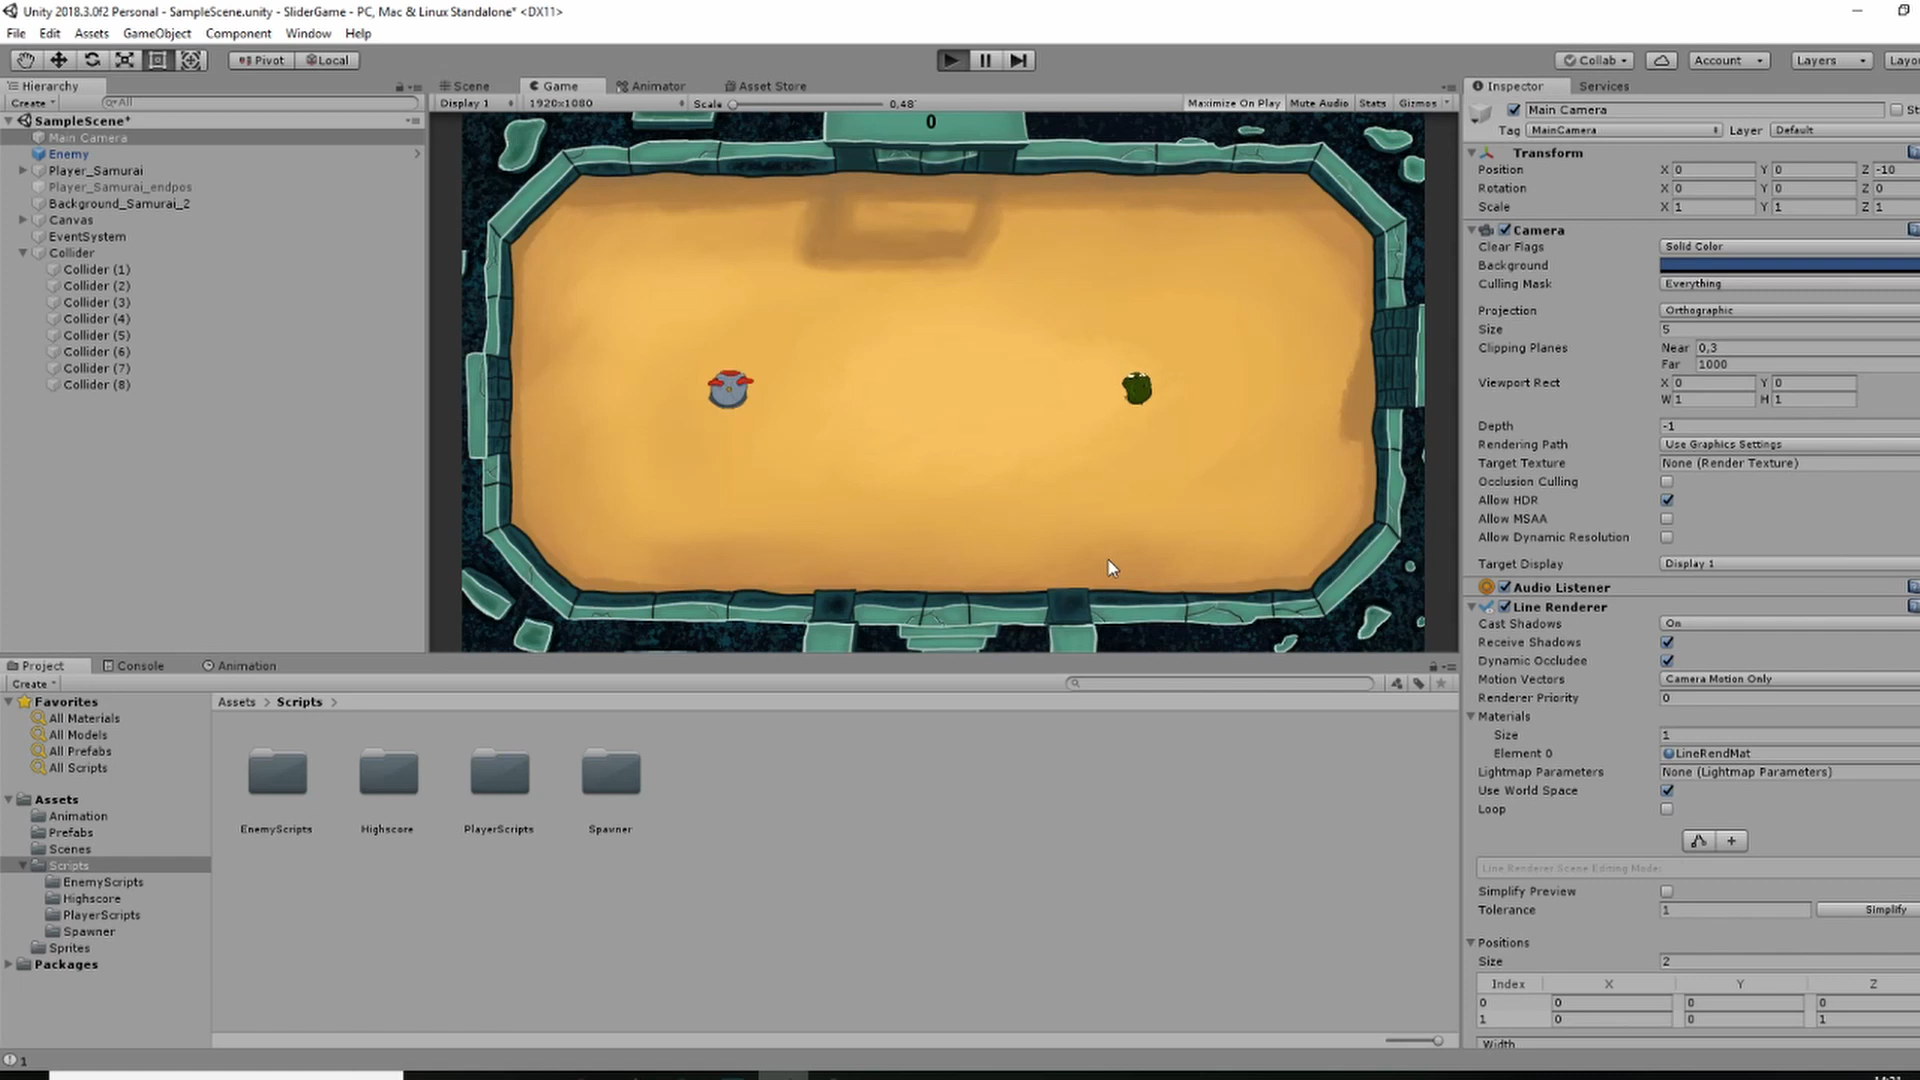 Unity 2018.3.0f2 Personal - SampleScene.unity - SliderGame - PC, Mac & Linux Standalone* <DX11>
File Edit Assets GameObject Component Window Help
Pivot Local Collab Account Layers Layo
Hierarchy Scene Game Animator Asset Store Inspector Services
Create All Display 1 1920x1080 Scale 0,48 Maximize On Play Mute Audio Stats Gizmos
Main Camera St
Tag MainCamera Layer Default
SampleScene*
0
Main Camera
Enemy
Player_Samurai
Player_Samurai_endpos
Background_Samurai_2
Canvas
EventSystem
Collider
Collider (1)
Collider (2)
Collider (3)
Collider (4)
Collider (5)
Collider (6)
Collider (7)
Collider (8)
Transform
Position X 0 Y 0 Z -10
Rotation X 0 Y 0 Z 0
Scale X 1 Y 1 Z 1
Camera
Clear Flags Solid Color
Background
Culling Mask Everything
Projection Orthographic
Size 5
Clipping Planes Near 0,3
Far 1000
Viewport Rect X 0 Y 0
W 1 H 1
Depth -1
Rendering Path Use Graphics Settings
Target Texture None (Render Texture)
Occlusion Culling
Allow HDR
Allow MSAA
Allow Dynamic Resolution
Target Display Display 1
Audio Listener
Line Renderer
Cast Shadows On
Receive Shadows
Dynamic Occludee
Motion Vectors Camera Motion Only
Renderer Priority 0
Materials
Size 1
Element 0 LineRendMat
Lightmap Parameters None (Lightmap Parameters)
Use World Space
Loop
Line Renderer Scene Editing Mode:
Simplify Preview
Tolerance 1 Simplify
Positions
Size 2
Index X Y Z
0 0 0 0
1 0 0 1
Width
Project Console Animation
Create
Favorites
All Materials
All Models
All Prefabs
All Scripts
Assets
Animation
Prefabs
Scenes
Scripts
EnemyScripts
Highscore
PlayerScripts
Spawner
Sprites
Packages
Assets > Scripts >
EnemyScripts Highscore PlayerScripts Spawner
1